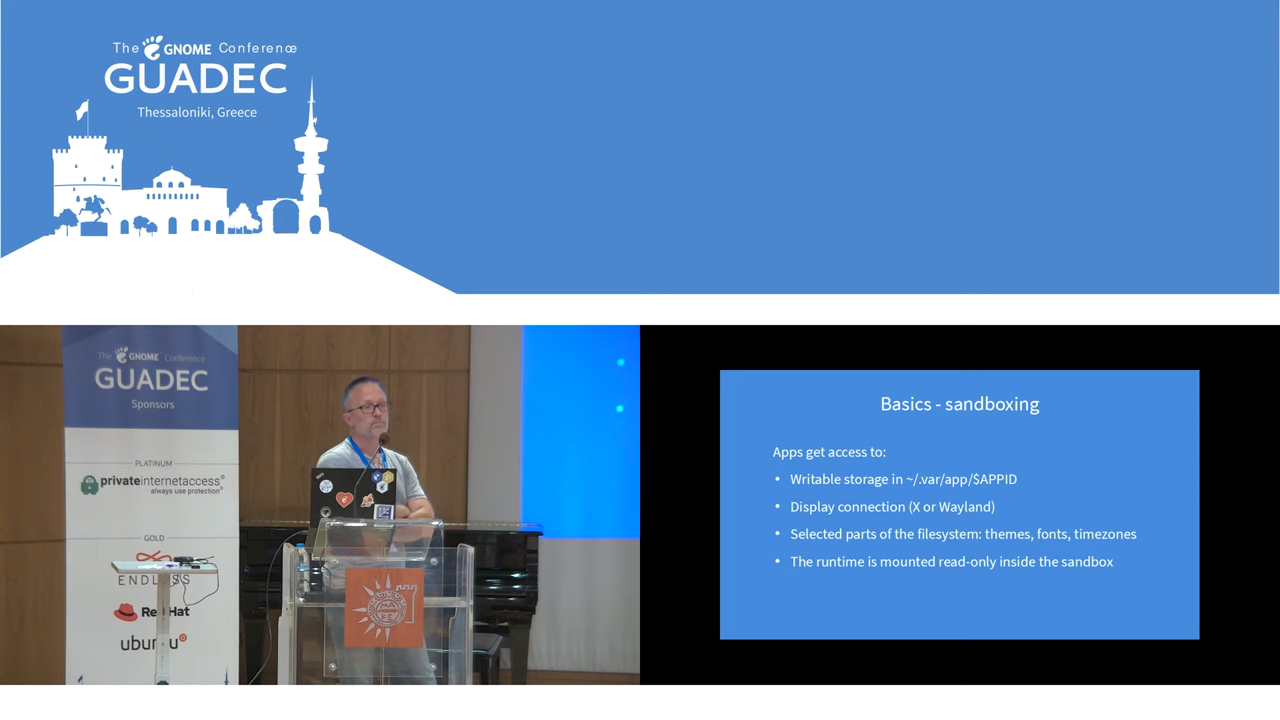 The GNOME Conference
GUADEC
Thessaloniki, Greece
The GNOME Conference
GUADEC
Sponsors
PLATINUM
privateinternetaccess®
always use protection®
GOLD
ENDLESS
Red Hat
ubuntu
Basics - sandboxing
Apps get access to:
• Writable storage in ~/.var/app/$APPID
• Display connection (X or Wayland)
• Selected parts of the filesystem: themes, fonts, timezones
• The runtime is mounted read-only inside the sandbox